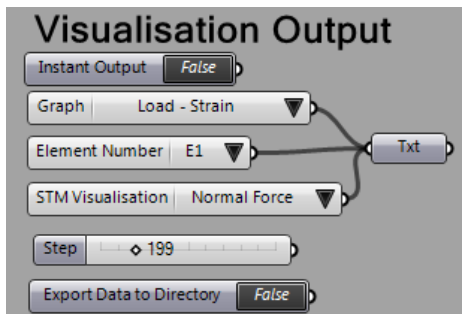 Visualisation Output
Instant Output False
Graph Load - Strain
Txt
Element Number E1
STM Visualisation Normal Force
Step 199
Export Data to Directory False